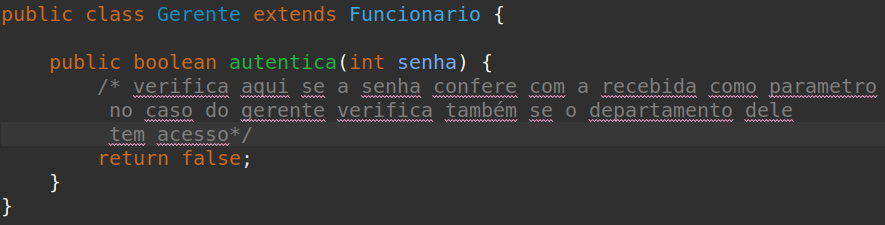 public class Gerente extends Funcionario {
public boolean autentica(int senha) {
/* verifica aqui se a senha confere com a recebida como parametro
no caso do gerente verifica também se o departamento dele
tem acesso*/
return false;
}
}